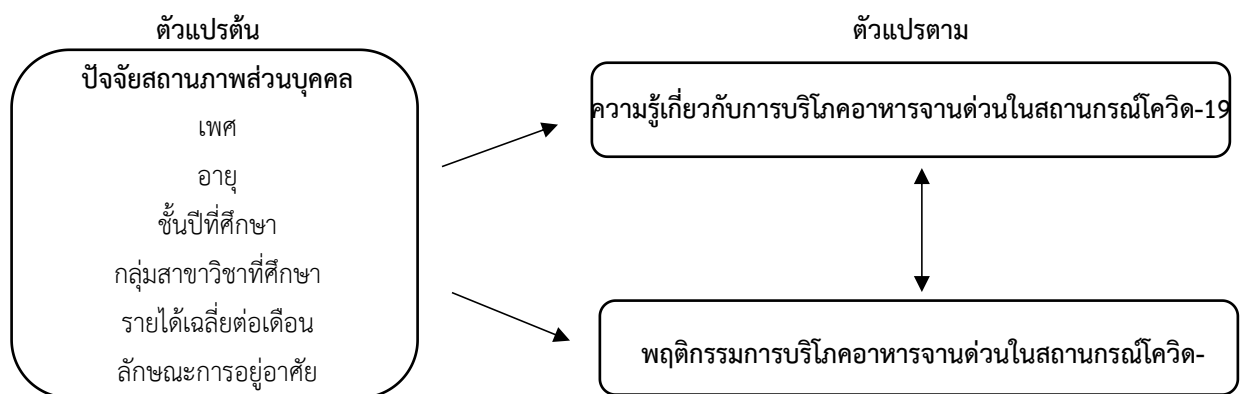 ตัวแปรต้น
ปัจจัยสถานภาพส่วนบุคคล
เพศ
อายุ
ชั้นปีที่ศึกษา
กลุ่มสาขาวิชาที่ศึกษา
รายได้เฉลี่ยต่อเดือน
ลักษณะการอยู่อาศัย
ตัวแปรตาม
ความรู้เกี่ยวกับการบริโภคอาหารจานด่วนในสถานกรณ์โควิด-19
พฤติกรรมการบริโภคอาหารจานด่วนในสถานกรณ์โควิด-